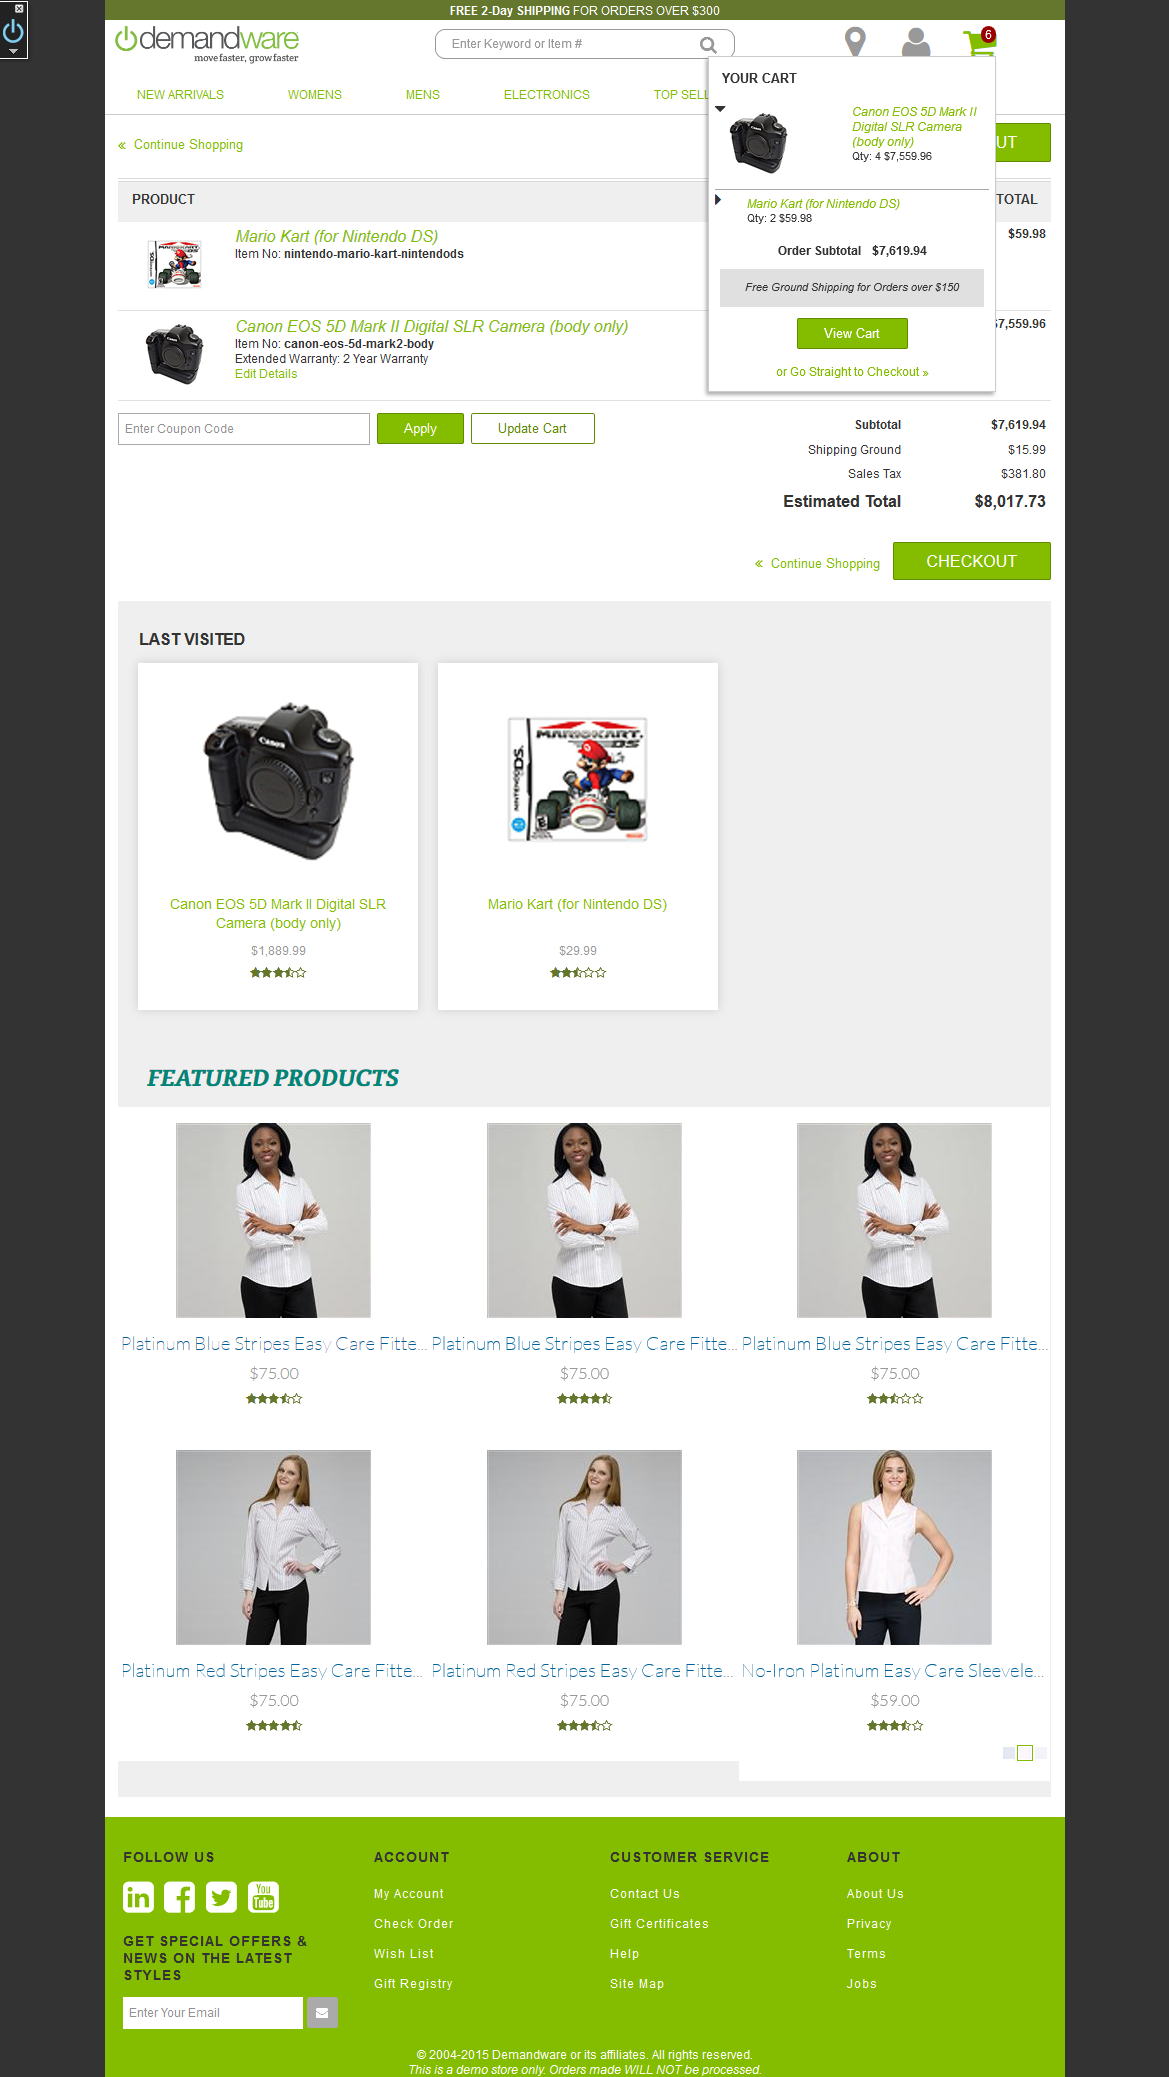 FREE 2-Day SHIPPING FOR ORDERS OVER $300
demandware
move faster, grow faster
Enter Keyword or Item #
6
NEW ARRIVALS
WOMENS
MENS
ELECTRONICS
TOP SELL
YOUR CART
Canon EOS 5D Mark II
Digital SLR Camera
(body only)
Qty: 4 $7,559.96
Mario Kart (for Nintendo DS)
Qty: 2 $59.98
Order Subtotal $7,619.94
Free Ground Shipping for Orders over $150
View Cart
or Go Straight to Checkout »
« Continue Shopping
UT
PRODUCT
TOTAL
Mario Kart (for Nintendo DS)
Item No: nintendo-mario-kart-nintendods
$59.98
Canon EOS 5D Mark II Digital SLR Camera (body only)
Item No: canon-eos-5d-mark2-body
Extended Warranty: 2 Year Warranty
Edit Details
$7,559.96
Enter Coupon Code
Apply
Update Cart
Subtotal $7,619.94
Shipping Ground $15.99
Sales Tax $381.80
Estimated Total $8,017.73
« Continue Shopping
CHECKOUT
LAST VISITED
Canon
MARIOKART
DS
NINTENDO DS
Canon EOS 5D Mark II Digital SLR
Camera (body only)
$1,889.99
Mario Kart (for Nintendo DS)
$29.99
FEATURED PRODUCTS
Platinum Blue Stripes Easy Care Fitte...
$75.00
Platinum Blue Stripes Easy Care Fitte...
$75.00
Platinum Blue Stripes Easy Care Fitte...
$75.00
Platinum Red Stripes Easy Care Fitte...
$75.00
Platinum Red Stripes Easy Care Fitte...
$75.00
No-Iron Platinum Easy Care Sleevele...
$59.00
FOLLOW US
in
You
Tube
GET SPECIAL OFFERS &
NEWS ON THE LATEST
STYLES
Enter Your Email
ACCOUNT
My Account
Check Order
Wish List
Gift Registry
CUSTOMER SERVICE
Contact Us
Gift Certificates
Help
Site Map
ABOUT
About Us
Privacy
Terms
Jobs
© 2004-2015 Demandware or its affiliates. All rights reserved.
This is a demo store only. Orders made WILL NOT be processed.